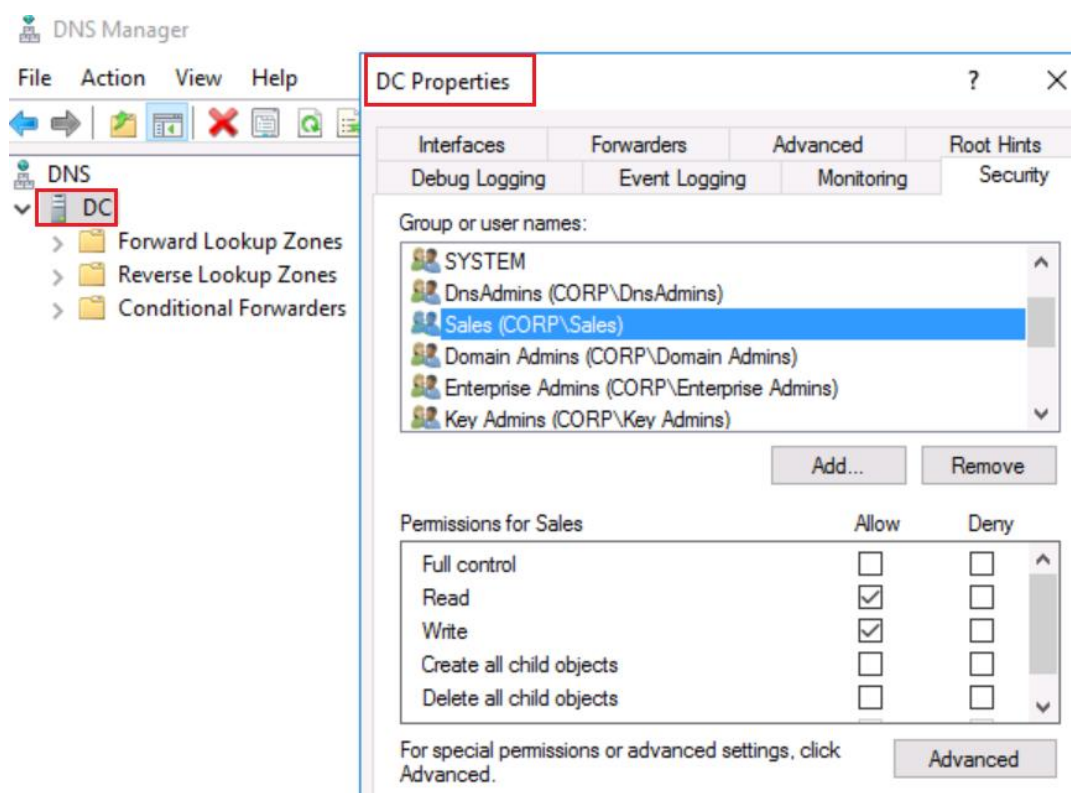 DNS Manager
File Action View Help
DNS
DC
Forward Lookup Zones
Reverse Lookup Zones
Conditional Forwarders
DC Properties
Interfaces Forwarders Advanced Root Hints
Debug Logging Event Logging Monitoring Security
Group or user names:
SYSTEM
DnsAdmins (CORP\DnsAdmins)
Sales (CORP\Sales)
Domain Admins (CORP\Domain Admins)
Enterprise Admins (CORP\Enterprise Admins)
Key Admins (CORP\Key Admins)
Add... Remove
Permissions for Sales Allow Deny
Full control
Read
Write
Create all child objects
Delete all child objects
For special permissions or advanced settings, click
Advanced.
Advanced